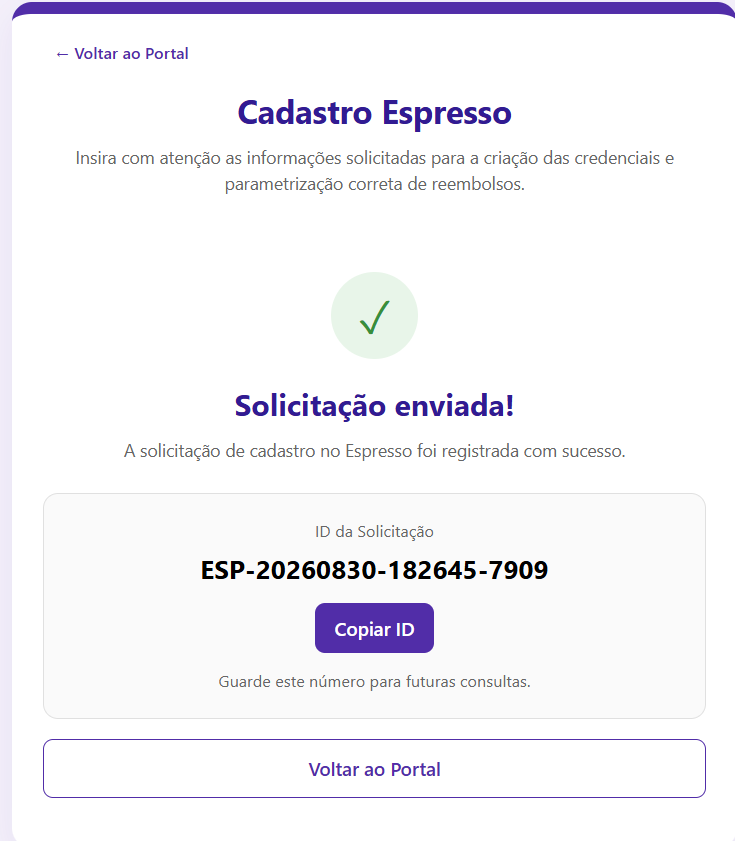 ← Voltar ao Portal
Cadastro Espresso
Insira com atenção as informações solicitadas para a criação das credenciais e
parametrização correta de reembolsos.
✓
Solicitação enviada!
A solicitação de cadastro no Espresso foi registrada com sucesso.
ID da Solicitação
ESP-20260830-182645-7909
Copiar ID
Guarde este número para futuras consultas.
Voltar ao Portal